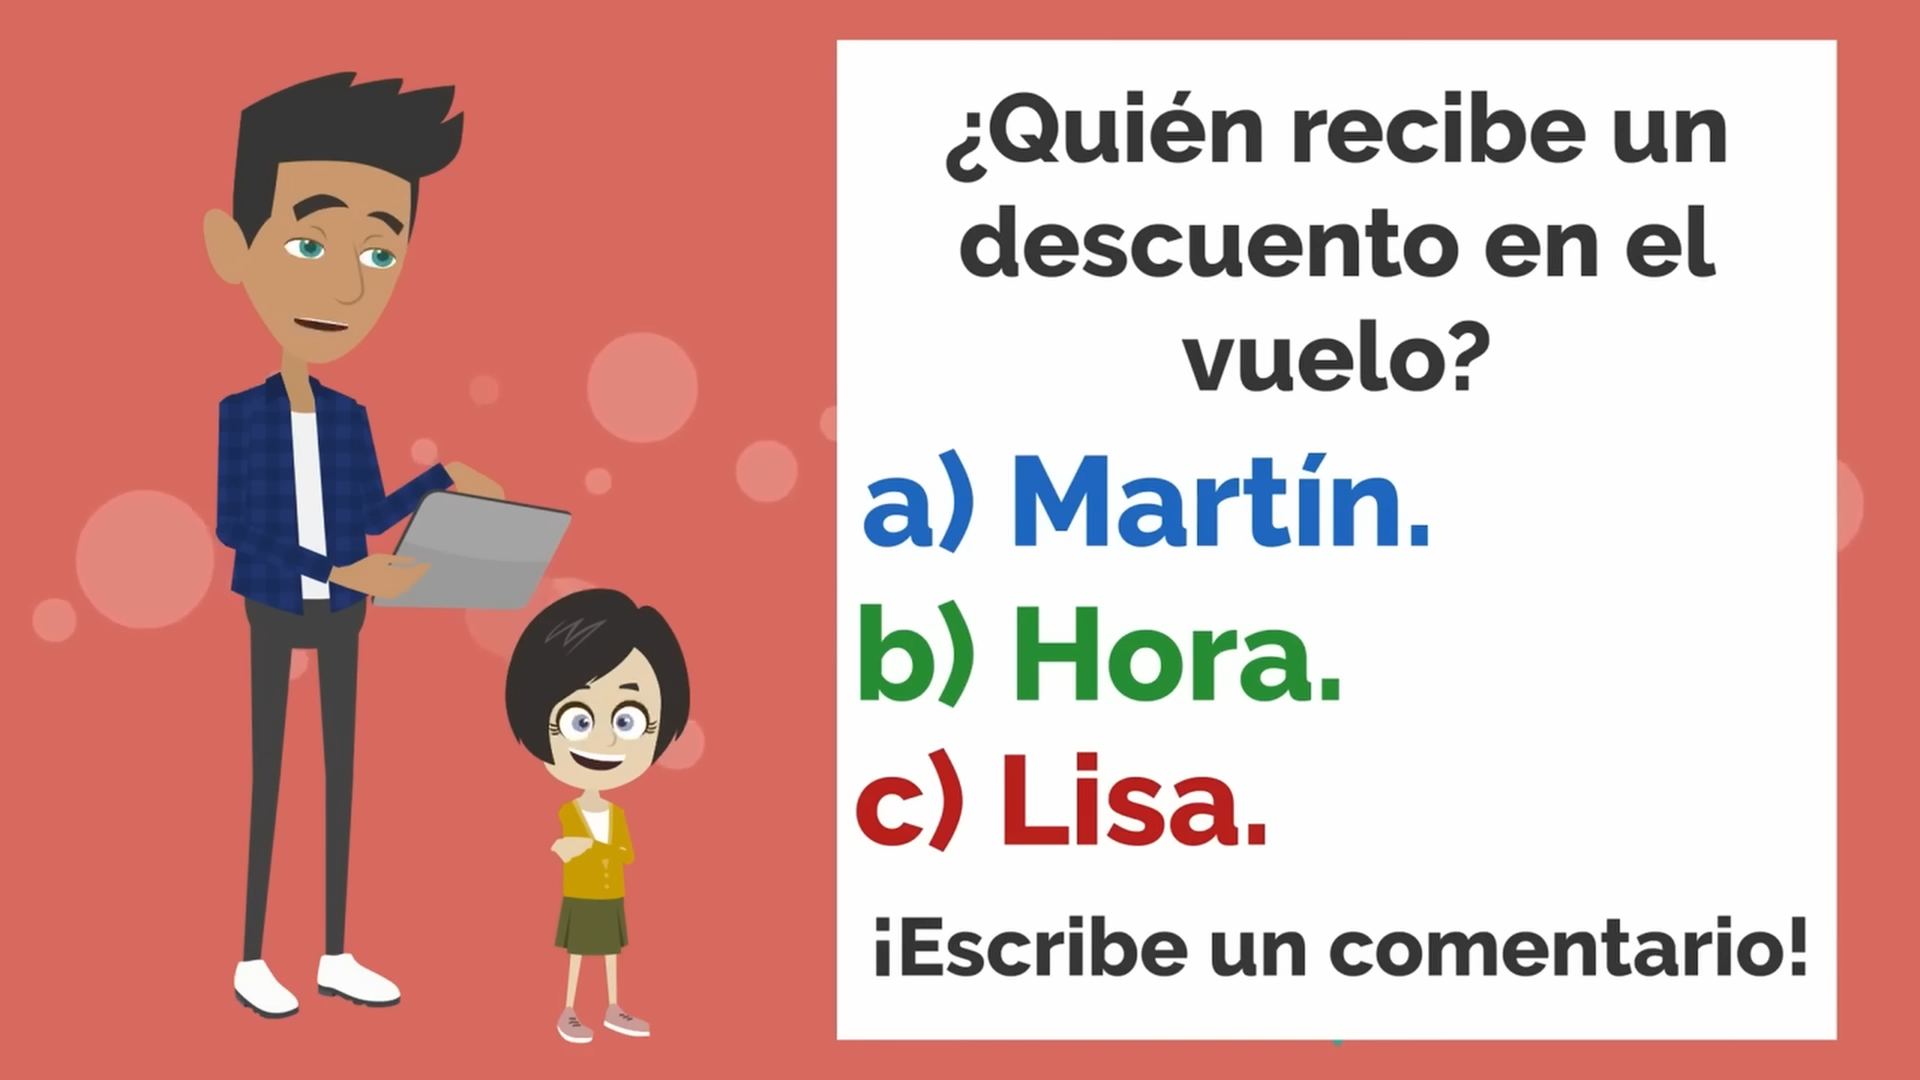 ¿Quién recibe un
descuento en el
vuelo?
a) Martín.
b) Hora.
c) Lisa.
¡Escribe un comentario!